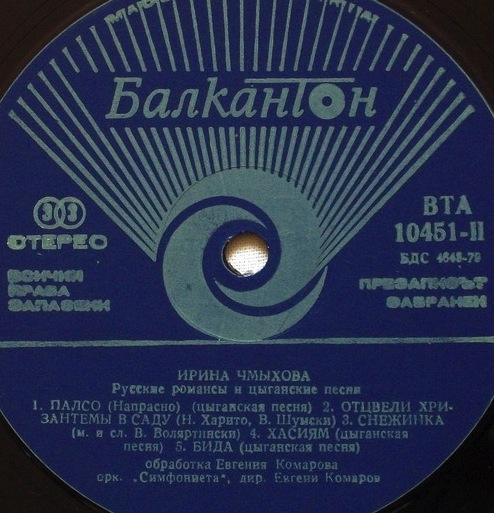 Балкантон
33
СТЕРЕО
ВТА
10451-II
БДС 4648-79
ВСИЧКИ
ПРАВА
ЗАПАЗЕНИ
ПРЕЗАПИСЪТ
ЗАБРАНЕН
ИРИНА ЧМЫХОВА
Русские романсы и цыганские песни
1. ПАЛСО (Напрасно) (цыганская песня) 2. ОТЦВЕЛИ ХРИ-
ЗАНТЕМЫ В САДУ (Н. Харито, В. Шумски) 3. СНЕЖИНКА
(м. и сл. В. Воляртински) 4. ХАСИЯМ (цыганская
песня) 5. БИДА (цыганская песня)
обработка Евгения Комарова
орк. „Симфониета", дир. Евгени Комаров